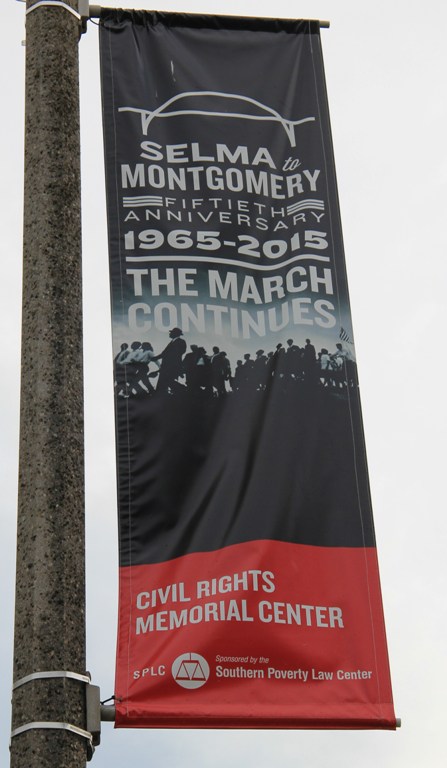 SELMA to
MONTGOMERY
FIFTIETH
ANNIVERSARY
1965-2015
THE MARCH
CONTINUES
CIVIL RIGHTS
MEMORIAL CENTER
SPLC
Sponsored by the
Southern Poverty Law Center